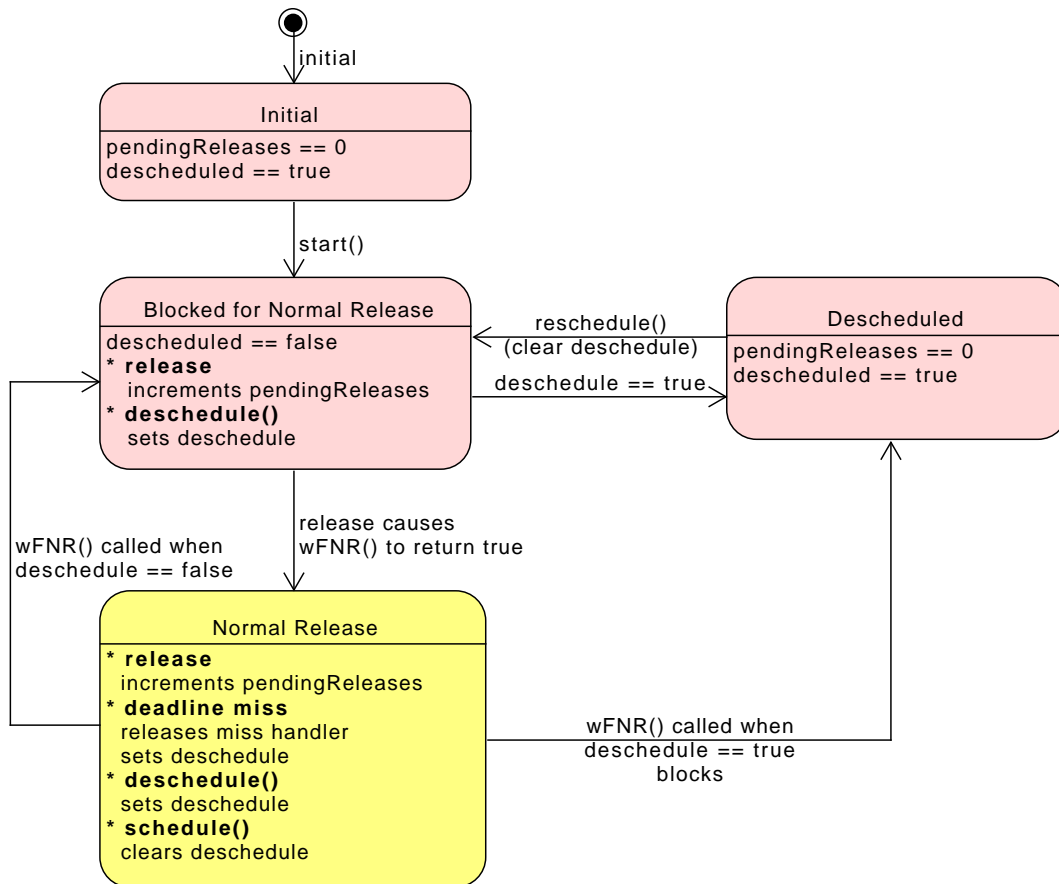 initial
Initial
pendingReleases == 0
descheduled == true
start()
Blocked for Normal Release
descheduled == false
* release
increments pendingReleases
* deschedule()
sets deschedule
reschedule()
(clear deschedule)
deschedule == true
Descheduled
pendingReleases == 0
descheduled == true
release causes
wFNR() to return true
wFNR() called when
deschedule == false
Normal Release
* release
increments pendingReleases
* deadline miss
releases miss handler
sets deschedule
* deschedule()
sets deschedule
* schedule()
clears deschedule
wFNR() called when
deschedule == true
blocks